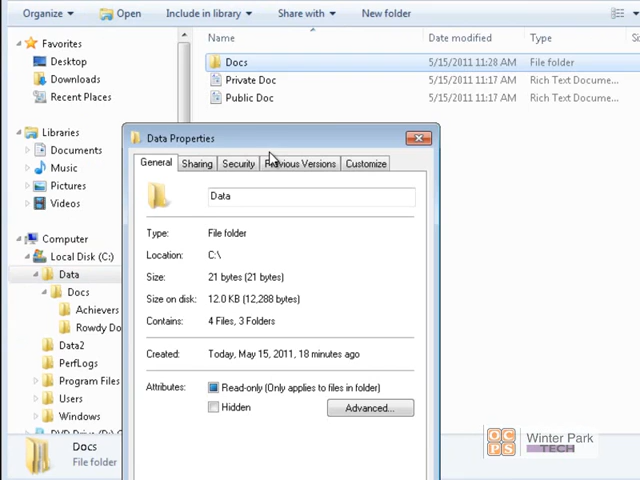 Organize Open Include in library Share with New folder
Name Date modified Type
Favorites
Desktop
Downloads
Recent Places
Libraries
Documents
Music
Pictures
Videos
Computer
Local Disk (C:)
Data
Docs
Achievers
Rowdy Do
Data2
PerfLogs
Program Files
Users
Windows
Docs 5/15/2011 11:28 AM File folder
Private Doc 5/15/2011 11:17 AM Rich Text Docume...
Public Doc 5/15/2011 11:17 AM Rich Text Docume...
Data Properties
General Sharing Security Previous Versions Customize
Data
Type: File folder
Location: C:\
Size: 21 bytes (21 bytes)
Size on disk: 12.0 KB (12,288 bytes)
Contains: 4 Files, 3 Folders
Created: Today, May 15, 2011, 18 minutes ago
Attributes: Read-only (Only applies to files in folder)
Hidden Advanced...
Docs
File folder
OCPS
Winter Park
TECH